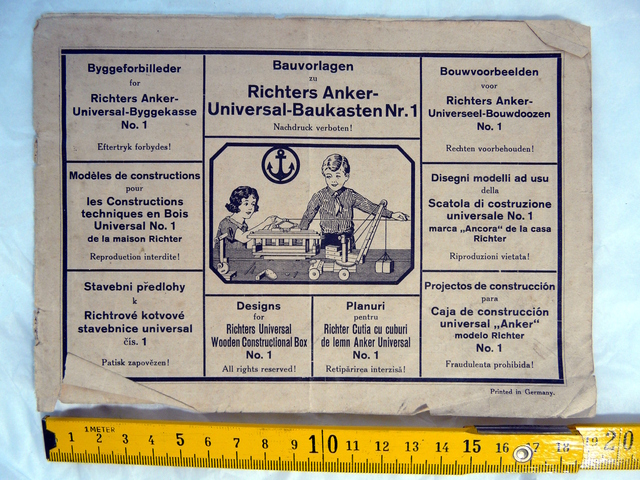 Byggeforbilleder
for
Richters Anker-
Universal-Byggekasse
No. 1
Eftertryk forbydes!
Bauvorlagen
zu
Richters Anker-
Universal-Baukasten Nr. 1
Nachdruck verboten!
Bouwvoorbeelden
voor
Richters Anker-
Universeel-Bouwdoozen
No. 1
Rechten voorbehouden!
Modèles de constructions
pour
les Constructions
techniques en Bois
Universal No. 1
de la maison Richter
Reproduction interdite!
Disegni modelli ad usu
della
Scatola di costruzione
universale No. 1
marca „Ancora“ de la casa
Richter
Riproduzioni vietata!
Stavebni předlohy
k
Richtrové kotvové
stavebnice universal
čis. 1
Patisk zapovězen!
Designs
for
Richters Universal
Wooden Constructional Box
No. 1
All rights reserved!
Planuri
pentru
Richter Cutia cu cuburi
de lemn Anker Universal
No. 1
Retipărirea interzisă!
Projectos de construcción
para
Caja de construcción
universal „Anker“
modelo Richter
No. 1
Fraudulenta prohibida!
Printed in Germany.
1 METER
1 2 3 4 5 6 7 8 9 10 11 12 13 14 15 16 17 18 19 20